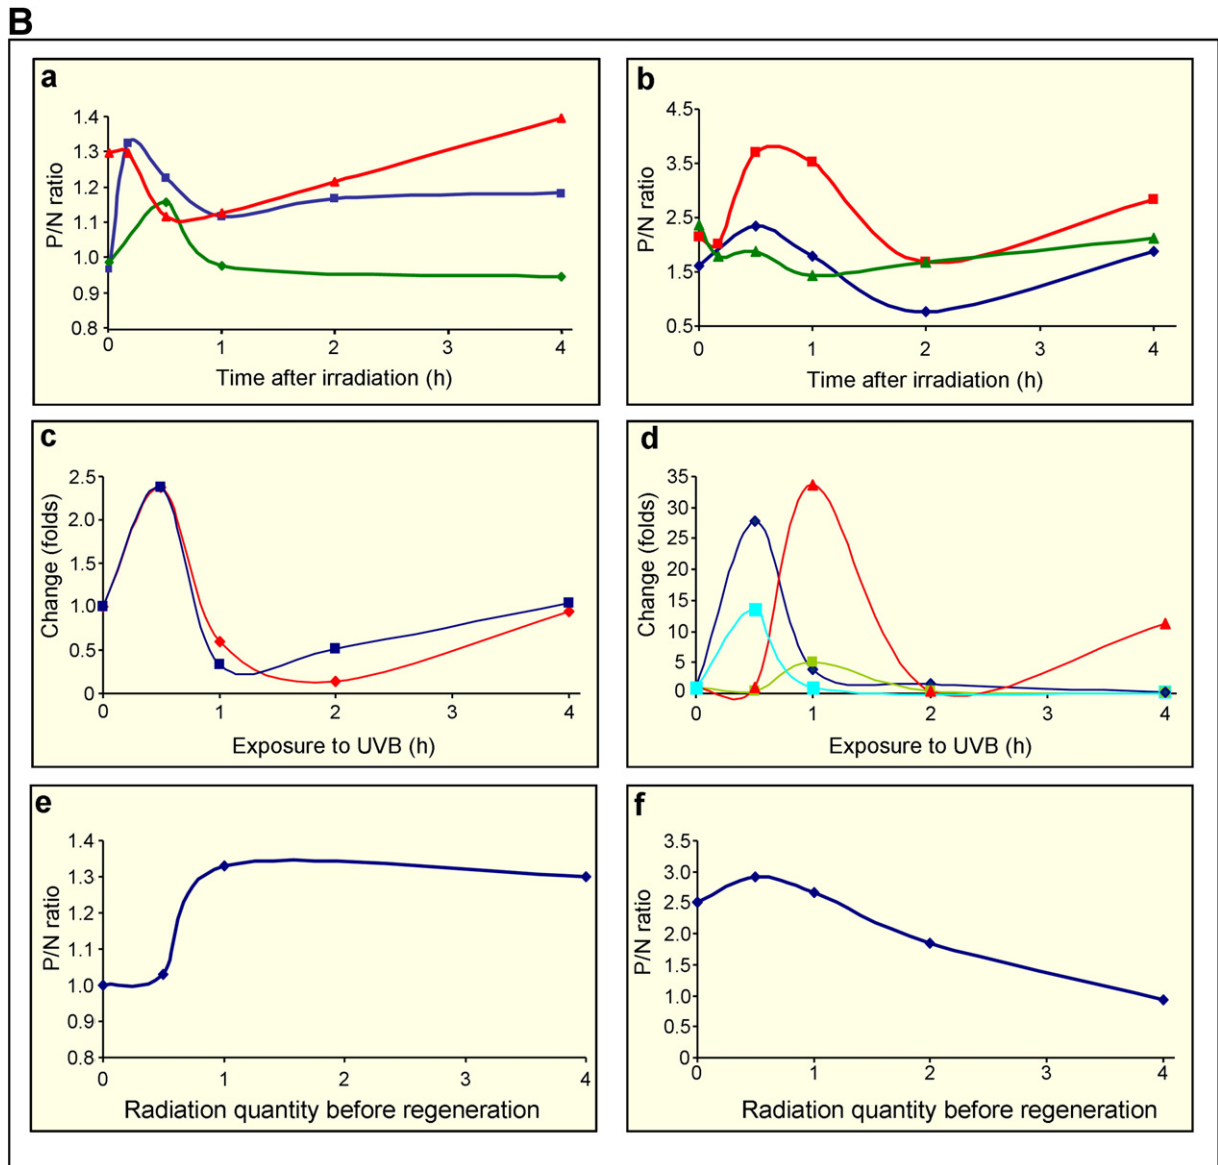 B
a
P/N ratio
1.4
1.3
1.2
1.1
1.0
0.9
0.8
0 1 2 3 4
Time after irradiation (h)
b
P/N ratio
4.5
3.5
2.5
1.5
0.5
0 1 2 3 4
Time after irradiation (h)
c
Change (folds)
2.5
2.0
1.5
1.0
0.5
0
0 1 2 3 4
Exposure to UVB (h)
d
Change (folds)
35
30
25
20
15
10
5
0
0 1 2 3 4
Exposure to UVB (h)
e
P/N ratio
1.4
1.3
1.2
1.1
1.0
0.9
0.8
0 1 2 3 4
Radiation quantity before regeneration
f
P/N ratio
3.5
3.0
2.5
2.0
1.5
1.0
0.5
0
0 1 2 3 4
Radiation quantity before regeneration